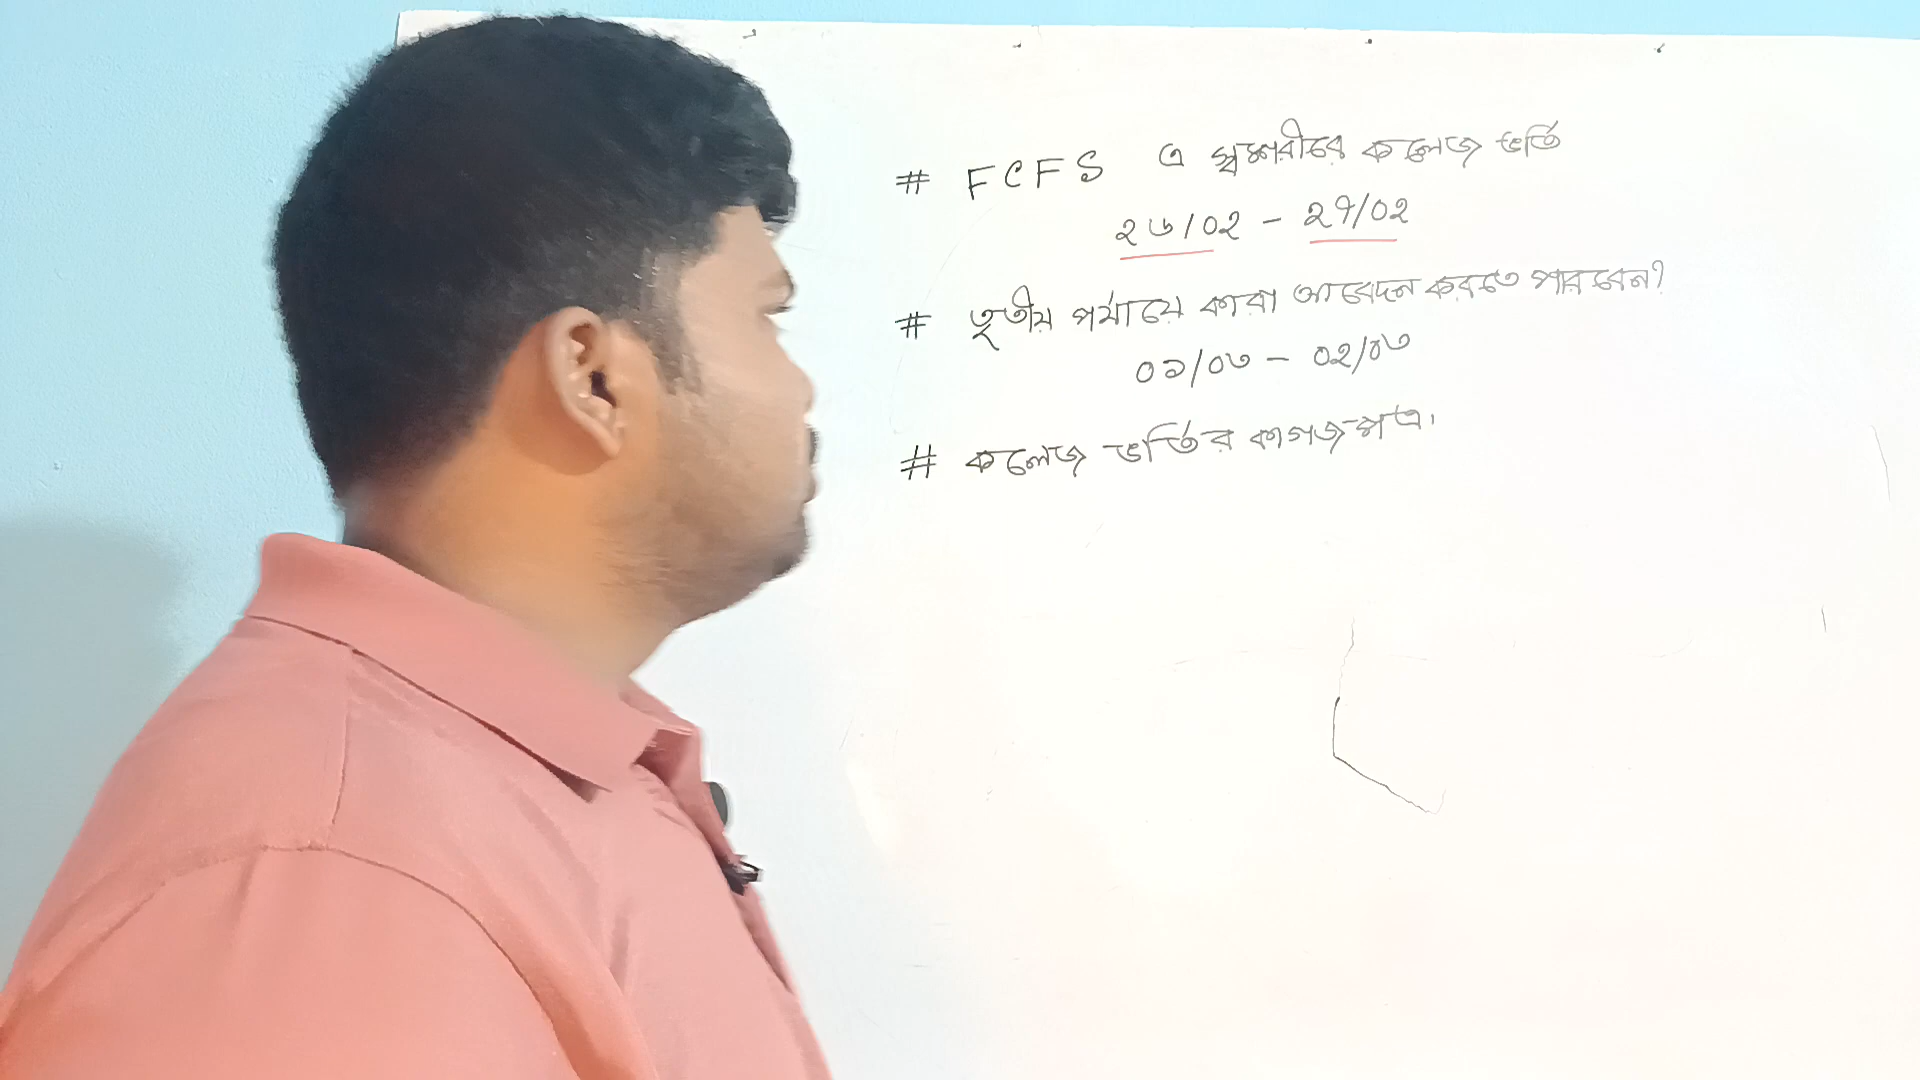 # FCFS এ স্বশরীরে কলেজ ভর্তি
২৬/০২ - ২৭/০২
# তৃতীয় পর্যায়ে কারা আবেদন করতে পারবেন?
০১/০৩ - ০২/০৩
# কলেজ ভর্তির কাগজপত্র।